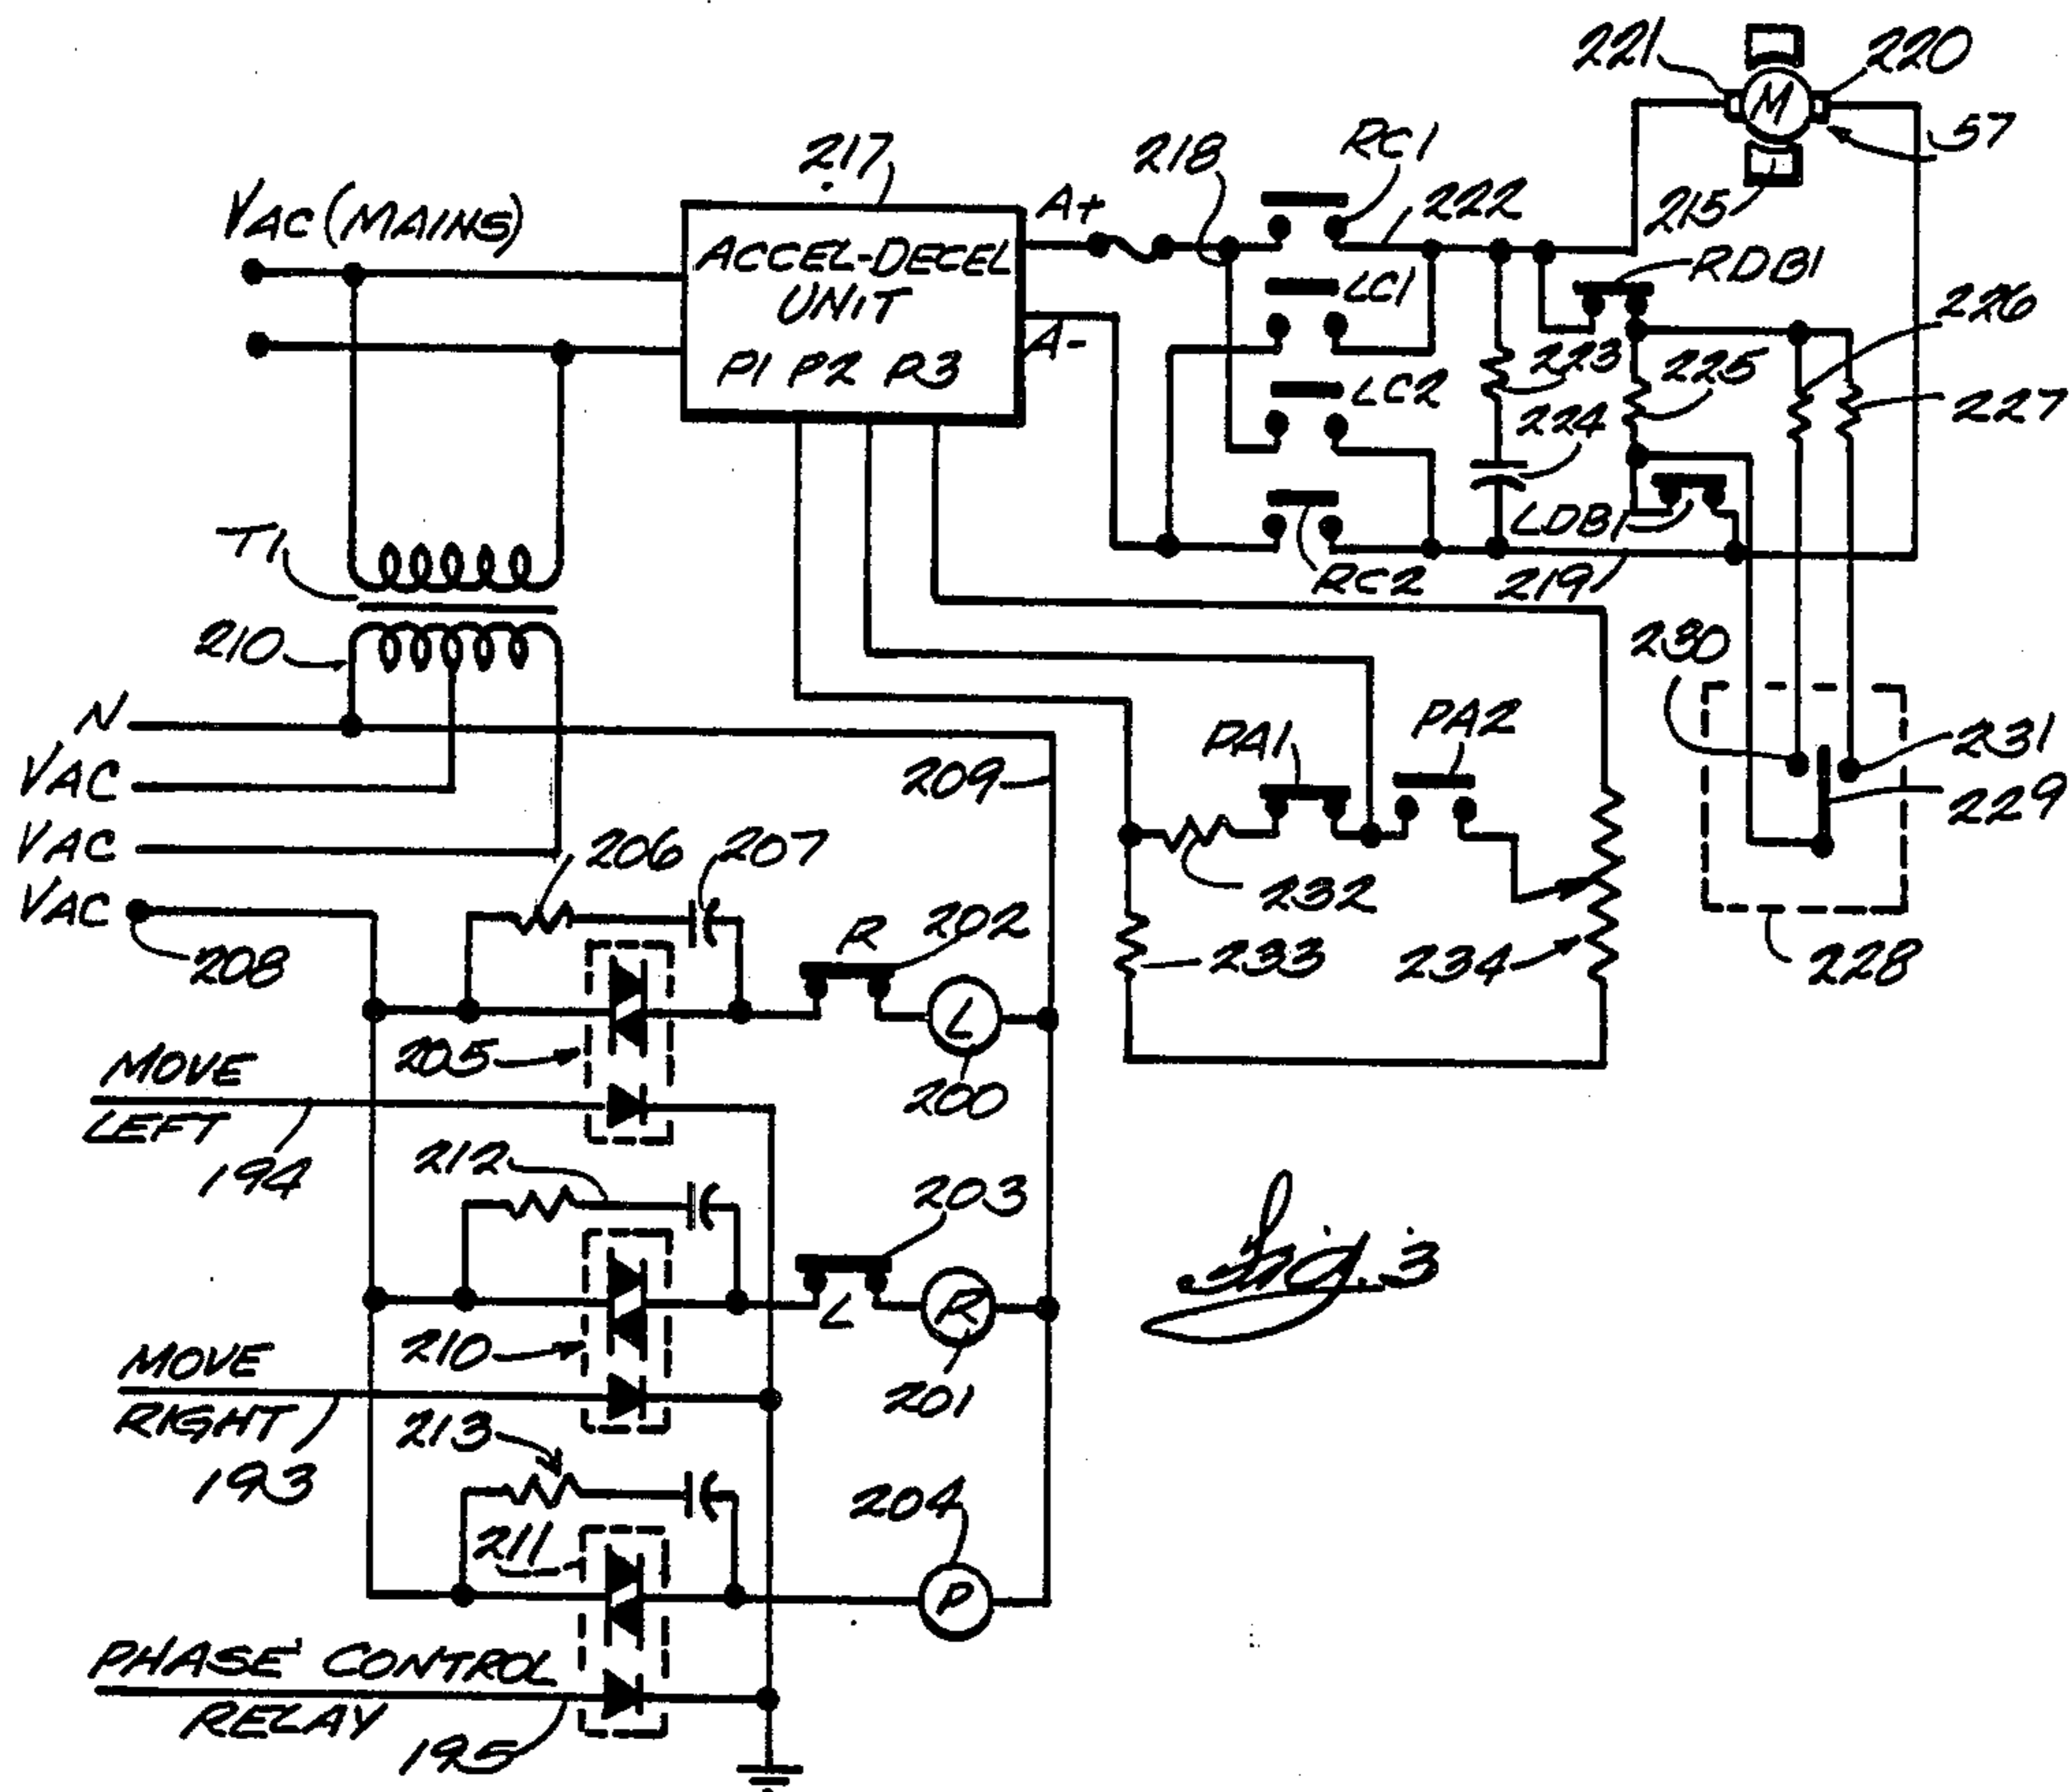 221
220
M
57
215
217
218
RC1
222
RDB1
VAC (MAINS)
A+
ACCEL-DECEL
UNIT
P1 P2 R3
A-
LC1
226
LC2
223
225
227
224
LDB1
RC2
219
T1
210
230
N
VAC
VAC
VAC
208
209
PA1
PA2
231
229
206
207
232
R
202
233
234
228
L
205
200
MOVE
LEFT
194
212
203
L
R
210
201
MOVE
RIGHT
193
213
Fig. 3
204
211
P
PHASE CONTROL
RELAY
195